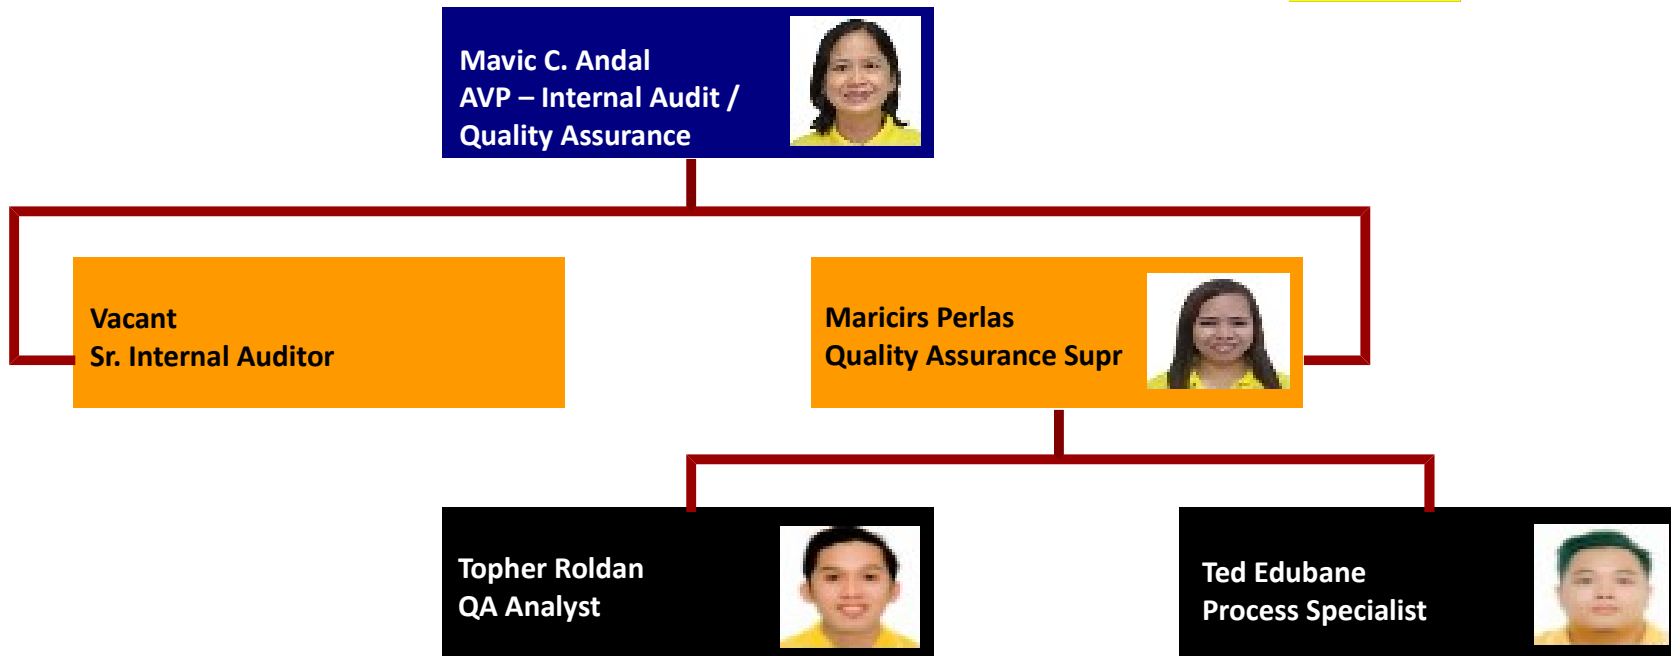 Mavic C. Andal
AVP – Internal Audit /
Quality Assurance
Vacant
Sr. Internal Auditor
Maricirs Perlas
Quality Assurance Supr
Topher Roldan
QA Analyst
Ted Edubane
Process Specialist